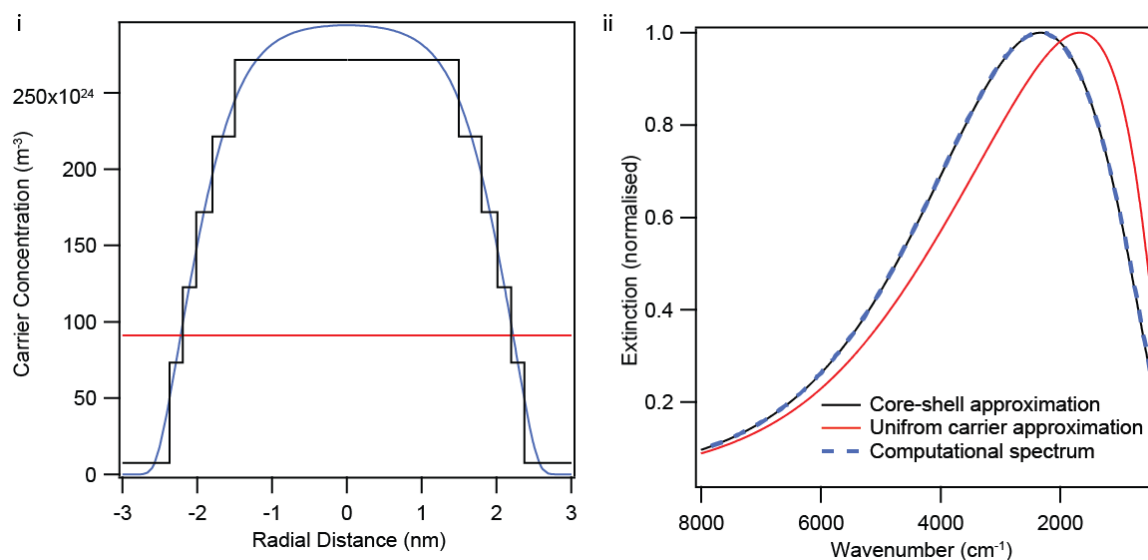 i
Carrier Concentration (m-3)
250x10²⁴
200
150
100
50
0
-3 -2 -1 0 1 2 3
Radial Distance (nm)
ii
Extinction (normalised)
1.0
0.8
0.6
0.4
0.2
Core-shell approximation
Unifrom carrier approximation
Computational spectrum
8000 6000 4000 2000
Wavenumber (cm-1)